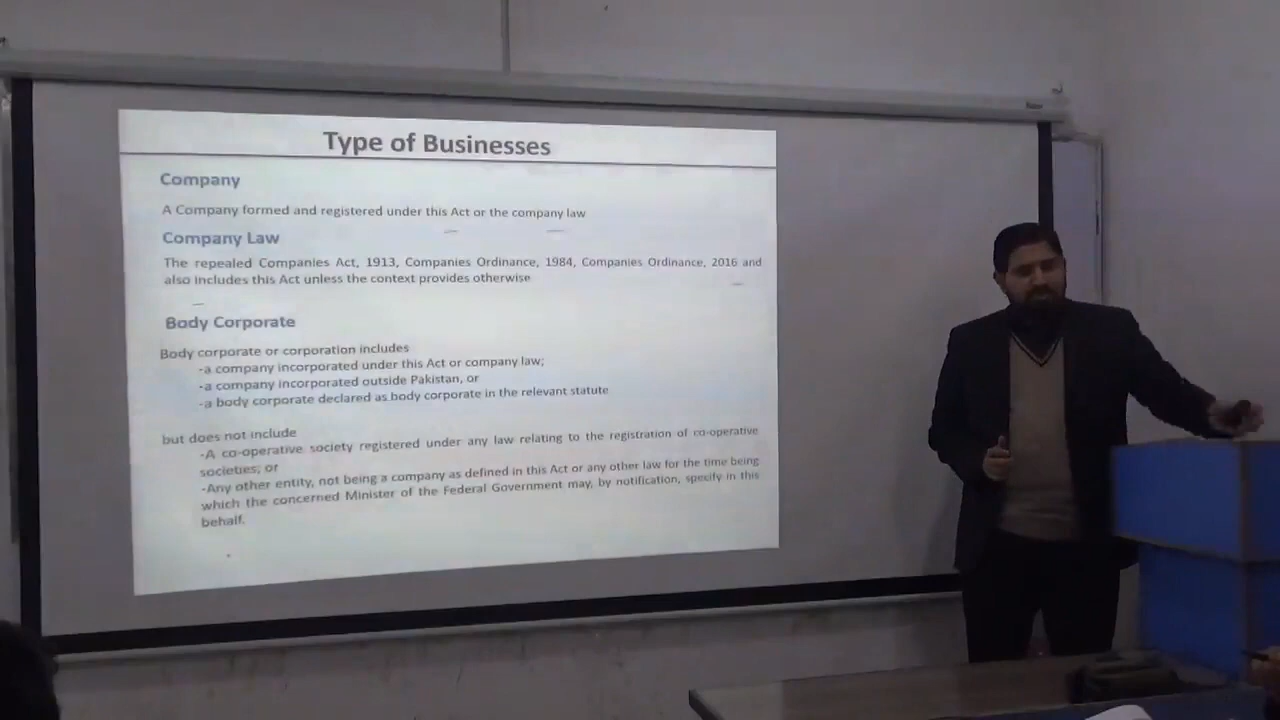 Type of Businesses
Company
A Company formed and registered under this Act or the company law
Company Law
The repealed Companies Act, 1913, Companies Ordinance, 1984, Companies Ordinance, 2016 and
also includes this Act unless the context provides otherwise
Body Corporate
Body corporate or corporation includes
-a company incorporated under this Act or company law;
-a company incorporated outside Pakistan, or
-a body corporate declared as body corporate in the relevant statute
but does not include
-A co-operative society registered under any law relating to the registration of co-operative
societies; or
-Any other entity, not being a company as defined in this Act or any other law for the time being
which the concerned Minister of the Federal Government may, by notification, specify in this
behalf.